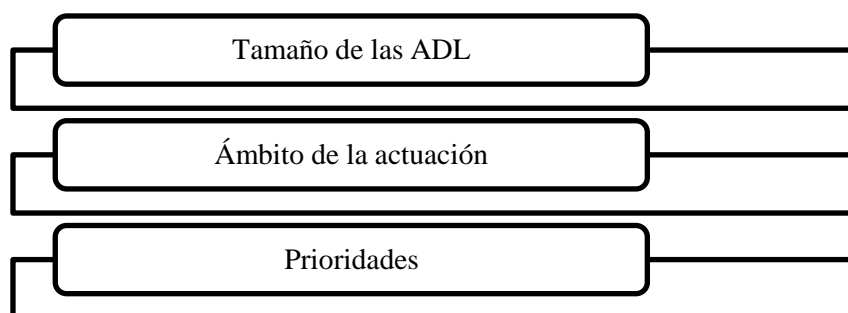 Tamaño de las ADL
Ámbito de la actuación
Prioridades